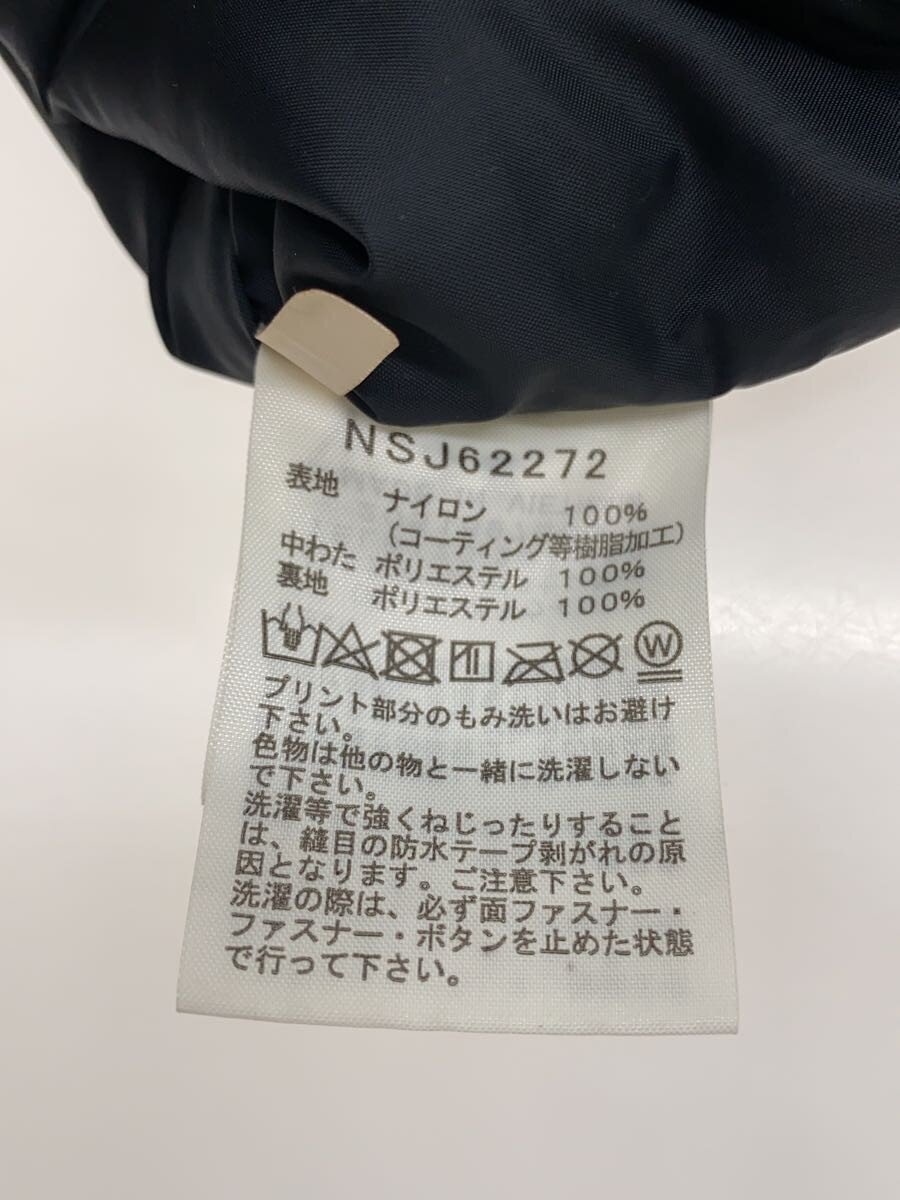 NSJ62272
表地 ナイロン 100%
(コーティング等樹脂加工)
中わた ポリエステル 100%
裏地 ポリエステル 100%
W
プリント部分のもみ洗いはお避け
下さい。
色物は他の物と一緒に洗濯しない
で下さい。
洗濯等で強くねじったりすること
は、縫目の防水テープ剥がれの原
因となります。ご注意下さい。
洗濯の際は、必ず面ファスナー・
ファスナー・ボタンを止めた状態
で行って下さい。